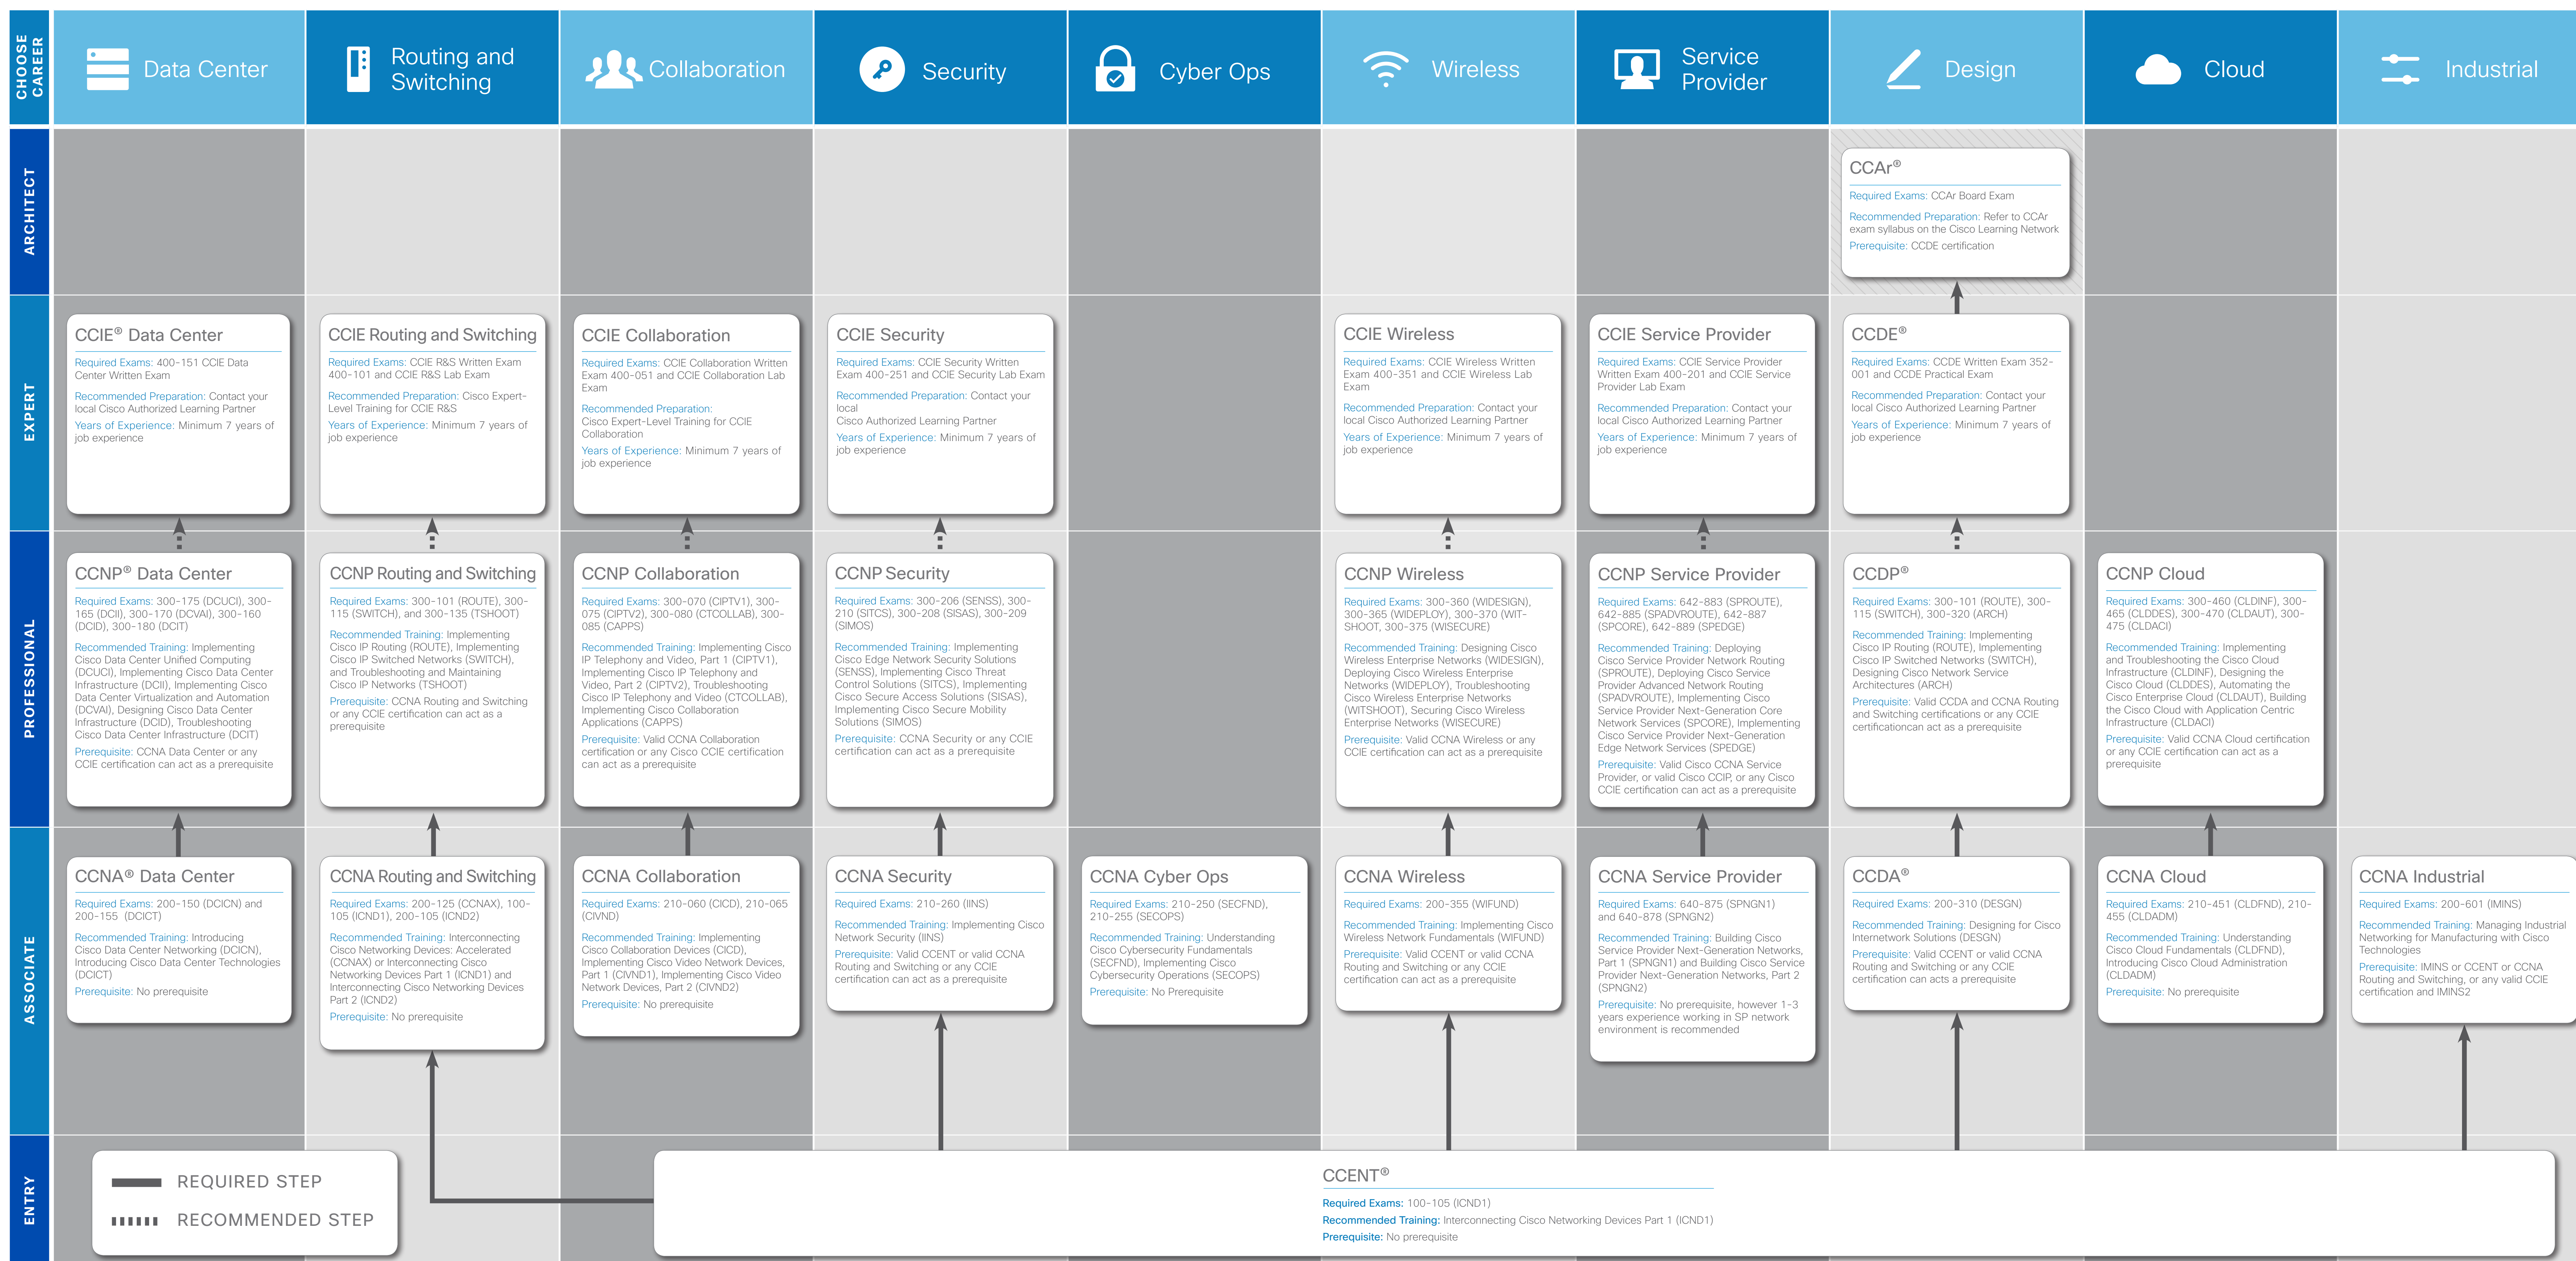 CHOOSE
CAREER
Data Center
Routing and
Switching
Collaboration
Security
Cyber Ops
Wireless
Service
Provider
Design
Cloud
Industrial
ARCHITECT
CCAr®
Required Exams: CCAr Board Exam
Recommended Preparation: Refer to CCAr
exam syllabus on the Cisco Learning Network
Prerequisite: CCDE certification
EXPERT
CCIE® Data Center
Required Exams: 400-151 CCIE Data
Center Written Exam
Recommended Preparation: Contact your
local Cisco Authorized Learning Partner
Years of Experience: Minimum 7 years of
job experience
CCIE Routing and Switching
Required Exams: CCIE R&S Written Exam
400-101 and CCIE R&S Lab Exam
Recommended Preparation: Cisco Expert-
Level Training for CCIE R&S
Years of Experience: Minimum 7 years of
job experience
CCIE Collaboration
Required Exams: CCIE Collaboration Written
Exam 400-051 and CCIE Collaboration Lab
Exam
Recommended Preparation:
Cisco Expert-Level Training for CCIE
Collaboration
Years of Experience: Minimum 7 years of
job experience
CCIE Security
Required Exams: CCIE Security Written
Exam 400-251 and CCIE Security Lab Exam
Recommended Preparation: Contact your
local
Cisco Authorized Learning Partner
Years of Experience: Minimum 7 years of
job experience
CCIE Wireless
Required Exams: CCIE Wireless Written
Exam 400-351 and CCIE Wireless Lab
Exam
Recommended Preparation: Contact your
local Cisco Authorized Learning Partner
Years of Experience: Minimum 7 years of
job experience
CCIE Service Provider
Required Exams: CCIE Service Provider
Written Exam 400-201 and CCIE Service
Provider Lab Exam
Recommended Preparation: Contact your
local Cisco Authorized Learning Partner
Years of Experience: Minimum 7 years of
job experience
CCDE®
Required Exams: CCDE Written Exam 352-
001 and CCDE Practical Exam
Recommended Preparation: Contact your
local Cisco Authorized Learning Partner
Years of Experience: Minimum 7 years of
job experience
PROFESSIONAL
CCNP® Data Center
Required Exams: 300-175 (DCUCI), 300-
165 (DCII), 300-170 (DCVAI), 300-160
(DCID), 300-180 (DCIT)
Recommended Training: Implementing
Cisco Data Center Unified Computing
(DCUCI), Implementing Cisco Data Center
Infrastructure (DCII), Implementing Cisco
Data Center Virtualization and Automation
(DCVAI), Designing Cisco Data Center
Infrastructure (DCID), Troubleshooting
Cisco Data Center Infrastructure (DCIT)
Prerequisite: CCNA Data Center or any
CCIE certification can act as a prerequisite
CCNP Routing and Switching
Required Exams: 300-101 (ROUTE), 300-
115 (SWITCH), and 300-135 (TSHOOT)
Recommended Training: Implementing
Cisco IP Routing (ROUTE), Implementing
Cisco IP Switched Networks (SWITCH),
and Troubleshooting and Maintaining
Cisco IP Networks (TSHOOT)
Prerequisite: CCNA Routing and Switching
or any CCIE certification can act as a
prerequisite
CCNP Collaboration
Required Exams: 300-070 (CIPTV1), 300-
075 (CIPTV2), 300-080 (CTCOLLAB), 300-
085 (CAPPS)
Recommended Training: Implementing Cisco
IP Telephony and Video, Part 1 (CIPTV1),
Implementing Cisco IP Telephony and
Video, Part 2 (CIPTV2), Troubleshooting
Cisco IP Telephony and Video (CTCOLLAB),
Implementing Cisco Collaboration
Applications (CAPPS)
Prerequisite: Valid CCNA Collaboration
certification or any Cisco CCIE certification
can act as a prerequisite
CCNP Security
Required Exams: 300-206 (SENSS), 300-
210 (SITCS), 300-208 (SISAS), 300-209
(SIMOS)
Recommended Training: Implementing
Cisco Edge Network Security Solutions
(SENSS), Implementing Cisco Threat
Control Solutions (SITCS), Implementing
Cisco Secure Access Solutions (SISAS),
Implementing Cisco Secure Mobility
Solutions (SIMOS)
Prerequisite: CCNA Security or any CCIE
certification can act as a prerequisite
CCNP Wireless
Required Exams: 300-360 (WIDESIGN),
300-365 (WIDEPLOY), 300-370 (WIT-
SHOOT, 300-375 (WISECURE)
Recommended Training: Designing Cisco
Wireless Enterprise Networks (WIDESIGN),
Deploying Cisco Wireless Enterprise
Networks (WIDEPLOY), Troubleshooting
Cisco Wireless Enterprise Networks
(WITSHOOT), Securing Cisco Wireless
Enterprise Networks (WISECURE)
Prerequisite: Valid CCNA Wireless or any
CCIE certification can act as a prerequisite
CCNP Service Provider
Required Exams: 642-883 (SPROUTE),
642-885 (SPADVROUTE), 642-887
(SPCORE), 642-889 (SPEDGE)
Recommended Training: Deploying
Cisco Service Provider Network Routing
(SPROUTE), Deploying Cisco Service
Provider Advanced Network Routing
(SPADVROUTE), Implementing Cisco
Service Provider Next-Generation Core
Network Services (SPCORE), Implementing
Cisco Service Provider Next-Generation
Edge Network Services (SPEDGE)
Prerequisite: Valid Cisco CCNA Service
Provider, or valid Cisco CCIP, or any Cisco
CCIE certification can act as a prerequisite
CCDP®
Required Exams: 300-101 (ROUTE), 300-
115 (SWITCH), 300-320 (ARCH)
Recommended Training: Implementing
Cisco IP Routing (ROUTE), Implementing
Cisco IP Switched Networks (SWITCH),
Designing Cisco Network Service
Architectures (ARCH)
Prerequisite: Valid CCDA and CCNA Routing
and Switching certifications or any CCIE
certificationcan act as a prerequisite
CCNP Cloud
Required Exams: 300-460 (CLDINF), 300-
465 (CLDDES), 300-470 (CLDAUT), 300-
475 (CLDACI)
Recommended Training: Implementing
and Troubleshooting the Cisco Cloud
Infrastructure (CLDINF), Designing the
Cisco Cloud (CLDDES), Automating the
Cisco Enterprise Cloud (CLDAUT), Building
the Cisco Cloud with Application Centric
Infrastructure (CLDACI)
Prerequisite: Valid CCNA Cloud certification
or any CCIE certification can act as a
prerequisite
ASSOCIATE
CCNA® Data Center
Required Exams: 200-150 (DCICN) and
200-155 (DCICT)
Recommended Training: Introducing
Cisco Data Center Networking (DCICN),
Introducing Cisco Data Center Technologies
(DCICT)
Prerequisite: No prerequisite
CCNA Routing and Switching
Required Exams: 200-125 (CCNAX), 100-
105 (ICND1), 200-105 (ICND2)
Recommended Training: Interconnecting
Cisco Networking Devices: Accelerated
(CCNAX) or Interconnecting Cisco
Networking Devices Part 1 (ICND1) and
Interconnecting Cisco Networking Devices
Part 2 (ICND2)
Prerequisite: No prerequisite
CCNA Collaboration
Required Exams: 210-060 (CICD), 210-065
(CIVND)
Recommended Training: Implementing
Cisco Collaboration Devices (CICD),
Implementing Cisco Video Network Devices,
Part 1 (CIVND1), Implementing Cisco Video
Network Devices, Part 2 (CIVND2)
Prerequisite: No prerequisite
CCNA Security
Required Exams: 210-260 (IINS)
Recommended Training: Implementing Cisco
Network Security (IINS)
Prerequisite: Valid CCENT or valid CCNA
Routing and Switching or any CCIE
certification can act as a prerequisite
CCNA Cyber Ops
Required Exams: 210-250 (SECFND),
210-255 (SECOPS)
Recommended Training: Understanding
Cisco Cybersecurity Fundamentals
(SECFND), Implementing Cisco
Cybersecurity Operations (SECOPS)
Prerequisite: No Prerequisite
CCNA Wireless
Required Exams: 200-355 (WIFUND)
Recommended Training: Implementing Cisco
Wireless Network Fundamentals (WIFUND)
Prerequisite: Valid CCENT or valid CCNA
Routing and Switching or any CCIE
certification can act as a prerequisite
CCNA Service Provider
Required Exams: 640-875 (SPNGN1)
and 640-878 (SPNGN2)
Recommended Training: Building Cisco
Service Provider Next-Generation Networks,
Part 1 (SPNGN1) and Building Cisco Service
Provider Next-Generation Networks, Part 2
(SPNGN2)
Prerequisite: No prerequisite, however 1-3
years experience working in SP network
environment is recommended
CCDA®
Required Exams: 200-310 (DESGN)
Recommended Training: Designing for Cisco
Internetwork Solutions (DESGN)
Prerequisite: Valid CCENT or valid CCNA
Routing and Switching or any CCIE
certification can acts a prerequisite
CCNA Cloud
Required Exams: 210-451 (CLDFND), 210-
455 (CLDADM)
Recommended Training: Understanding
Cisco Cloud Fundamentals (CLDFND),
Introducing Cisco Cloud Administration
(CLDADM)
Prerequisite: No prerequisite
CCNA Industrial
Required Exams: 200-601 (IMINS)
Recommended Training: Managing Industrial
Networking for Manufacturing with Cisco
Technologies
Prerequisite: IMINS or CCENT or CCNA
Routing and Switching, or any valid CCIE
certification and IMINS2
ENTRY
REQUIRED STEP
RECOMMENDED STEP
CCENT®
Required Exams: 100-105 (ICND1)
Recommended Training: Interconnecting Cisco Networking Devices Part 1 (ICND1)
Prerequisite: No prerequisite